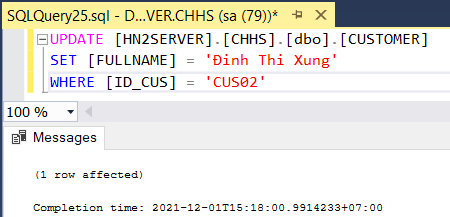 SQLQuery25.sql - D...VER.CHHS (sa (79))*
UPDATE [HN2SERVER].[CHHS].[dbo].[CUSTOMER]
SET [FULLNAME] = 'Đinh Thi Xung'
WHERE [ID_CUS] = 'CUS02'
100 %
Messages
(1 row affected)
Completion time: 2021-12-01T15:18:00.9914233+07:00